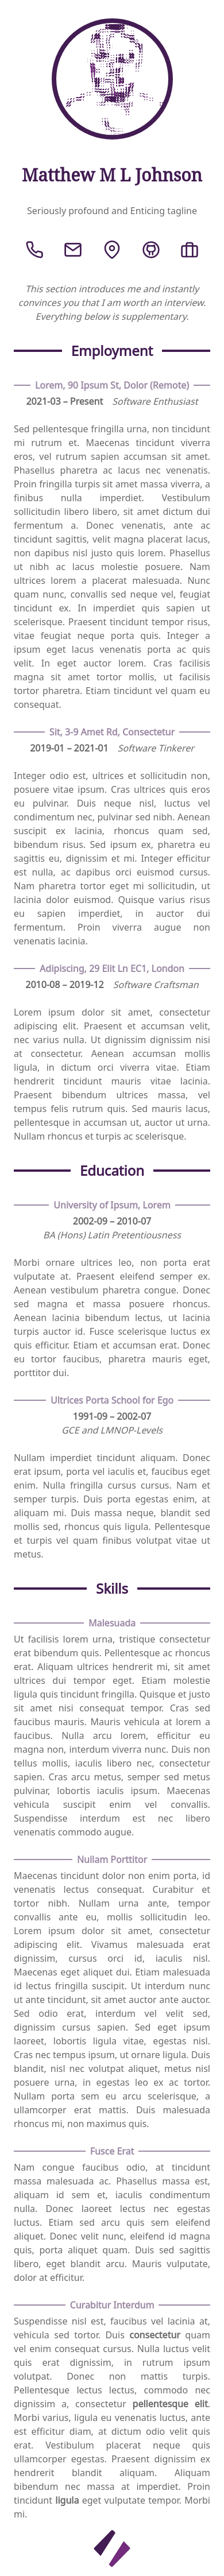 Matthew M L Johnson
Seriously profound and Enticing tagline
This section introduces me and instantly
convinces you that I am worth an interview.
Everything below is supplementary.
Employment
Lorem, 90 Ipsum St, Dolor (Remote)
2021-03 – Present Software Enthusiast
Sed pellentesque fringilla urna, non tincidunt
mi rutrum et. Maecenas tincidunt viverra
eros, vel rutrum sapien accumsan sit amet.
Phasellus pharetra ac lacus nec venenatis.
Proin fringilla turpis sit amet massa viverra, a
finibus nulla imperdiet. Vestibulum
sollicitudin libero libero, sit amet dictum dui
fermentum a. Donec venenatis, ante ac
tincidunt sagittis, velit magna placerat lacus,
non dapibus nisl justo quis lorem. Phasellus
ut nibh ac lacus molestie posuere. Nam
ultrices lorem a placerat malesuada. Nunc
quam nunc, convallis sed neque vel, feugiat
tincidunt ex. In imperdiet quis sapien ut
scelerisque. Praesent tincidunt tempor risus,
vitae feugiat neque porta quis. Integer a
ipsum eget lacus venenatis porta ac quis
velit. In eget auctor lorem. Cras facilisis
magna sit amet tortor mollis, ut facilisis
tortor pharetra. Etiam tincidunt vel quam eu
consequat.
Sit, 3-9 Amet Rd, Consectetur
2019-01 – 2021-01 Software Tinkerer
Integer odio est, ultrices et sollicitudin non,
posuere vitae ipsum. Cras ultrices quis eros
eu pulvinar. Duis neque nisl, luctus vel
condimentum nec, pulvinar sed nibh. Aenean
suscipit ex lacinia, rhoncus quam sed,
bibendum risus. Sed ipsum ex, pharetra eu
sagittis eu, dignissim et mi. Integer efficitur
est nulla, ac dapibus orci euismod cursus.
Nam pharetra tortor eget mi sollicitudin, ut
lacinia dolor euismod. Quisque varius risus
eu sapien imperdiet, in auctor dui
fermentum. Proin viverra augue non
venenatis lacinia.
Adipiscing, 29 Elit Ln EC1, London
2010-08 – 2019-12 Software Craftsman
Lorem ipsum dolor sit amet, consectetur
adipiscing elit. Praesent et accumsan velit,
nec varius nulla. Ut dignissim dignissim nisi
at consectetur. Aenean accumsan mollis
ligula, in dictum orci viverra vitae. Etiam
hendrerit tincidunt mauris vitae lacinia.
Praesent bibendum ultrices massa, vel
tempus felis rutrum quis. Sed mauris lacus,
pellentesque in accumsan ut, auctor ut urna.
Nullam rhoncus et turpis ac scelerisque.
Education
University of Ipsum, Lorem
2002-09 – 2010-07
BA (Hons) Latin Pretentiousness
Morbi ornare ultrices leo, non porta erat
vulputate at. Praesent eleifend semper ex.
Aenean vestibulum pharetra congue. Donec
sed magna et massa posuere rhoncus.
Aenean lacinia bibendum lectus, ut lacinia
turpis auctor id. Fusce scelerisque luctus ex
quis efficitur. Etiam et accumsan erat. Donec
eu tortor faucibus, pharetra mauris eget,
porttitor dui.
Ultrices Porta School for Ego
1991-09 – 2002-07
GCE and LMNOP-Levels
Nullam imperdiet tincidunt aliquam. Donec
erat ipsum, porta vel iaculis et, faucibus eget
enim. Nulla fringilla cursus cursus. Nam et
semper turpis. Duis porta egestas enim, at
aliquam mi. Duis massa neque, blandit sed
mollis sed, rhoncus quis ligula. Pellentesque
et turpis vel quam finibus volutpat vitae ut
metus.
Skills
Malesuada
Ut facilisis lorem urna, tristique consectetur
erat bibendum quis. Pellentesque ac rhoncus
erat. Aliquam ultrices hendrerit mi, sit amet
ultrices dui tempor eget. Etiam molestie
ligula quis tincidunt fringilla. Quisque et justo
sit amet nisi consequat tempor. Cras sed
faucibus mauris. Mauris vehicula at lorem a
faucibus. Nulla arcu lorem, efficitur eu
magna non, interdum viverra nunc. Duis non
tellus mollis, iaculis libero nec, consectetur
sapien. Cras arcu metus, semper sed metus
pulvinar, lobortis iaculis ipsum. Maecenas
vehicula suscipit enim vel convallis.
Suspendisse interdum est nec libero
venenatis commodo augue.
Nullam Porttitor
Maecenas tincidunt dolor non enim porta, id
venenatis lectus consequat. Curabitur et
tortor nibh. Nullam urna ante, tempor
convallis ante eu, mollis sollicitudin leo.
Lorem ipsum dolor sit amet, consectetur
adipiscing elit. Vivamus malesuada erat
dignissim, cursus orci id, iaculis nisl.
Maecenas eget aliquet dui. Etiam malesuada
id lectus fringilla suscipit. Ut interdum nunc
ut ante tincidunt, sit amet auctor ante auctor.
Sed odio erat, interdum vel velit sed,
dignissim cursus sapien. Sed eget ipsum
laoreet, lobortis ligula vitae, egestas nisl.
Cras nec tempus ipsum, ut ornare ligula. Duis
blandit, nisl nec volutpat aliquet, metus nisl
posuere urna, in egestas leo ex ac tortor.
Nullam porta sem eu arcu scelerisque, a
ullamcorper erat mattis. Duis malesuada
rhoncus mi, non maximus quis.
Fusce Erat
Nam congue faucibus odio, at tincidunt
massa malesuada ac. Phasellus massa est,
aliquam id sem et, iaculis condimentum
nulla. Donec laoreet lectus nec egestas
luctus. Etiam sed arcu quis sem eleifend
aliquet. Donec velit nunc, eleifend id magna
quis, porta aliquet quam. Duis sed sagittis
libero, eget blandit arcu. Mauris vulputate,
dolor at efficitur.
Curabitur Interdum
Suspendisse nisl est, faucibus vel lacinia at,
vehicula sed tortor. Duis consectetur quam
vel enim consequat cursus. Nulla luctus velit
quis erat dignissim, in rutrum ipsum
volutpat. Donec non mattis turpis.
Pellentesque lectus lectus, commodo nec
dignissim a, consectetur pellentesque elit.
Morbi varius, ligula eu venenatis luctus, ante
est efficitur diam, at dictum odio velit quis
erat. Vestibulum placerat neque quis
ullamcorper egestas. Praesent dignissim ex
hendrerit blandit aliquam. Aliquam
bibendum nec massa at imperdiet. Proin
tincidunt ligula eget vulputate tempor. Morbi
mi.